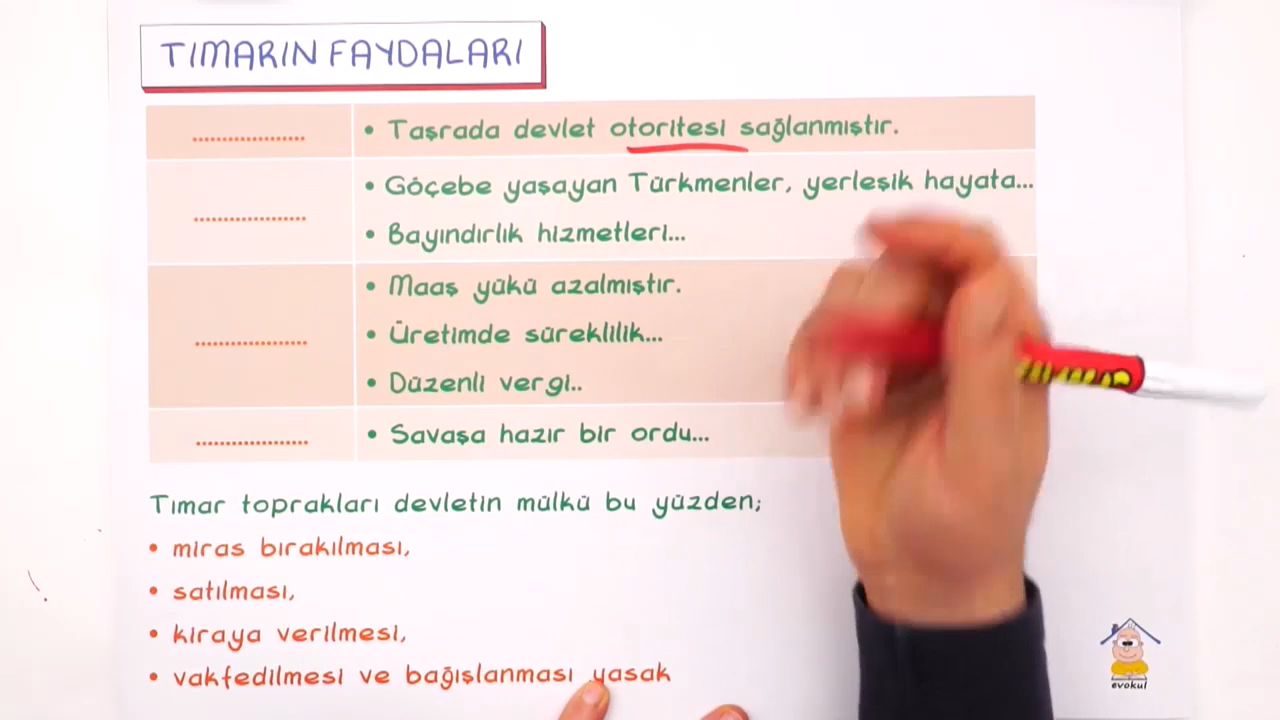 TIMARIN FAYDALARI
.................. • Taşrada devlet otoritesi sağlanmıştır.
• Göçebe yaşayan Türkmenler, yerleşik hayata...
..................
• Bayındırlık hizmetleri...
• Maaş yükü azalmıştır.
.................. • Üretimde süreklilik...
• Düzenli vergi..
.................. • Savaşa hazır bir ordu...
Tımar toprakları devletin mülkü bu yüzden;
• miras bırakılması,
• satılması,
• kiraya verilmesi,
• vakfedilmesi ve bağışlanması yasak
evokul